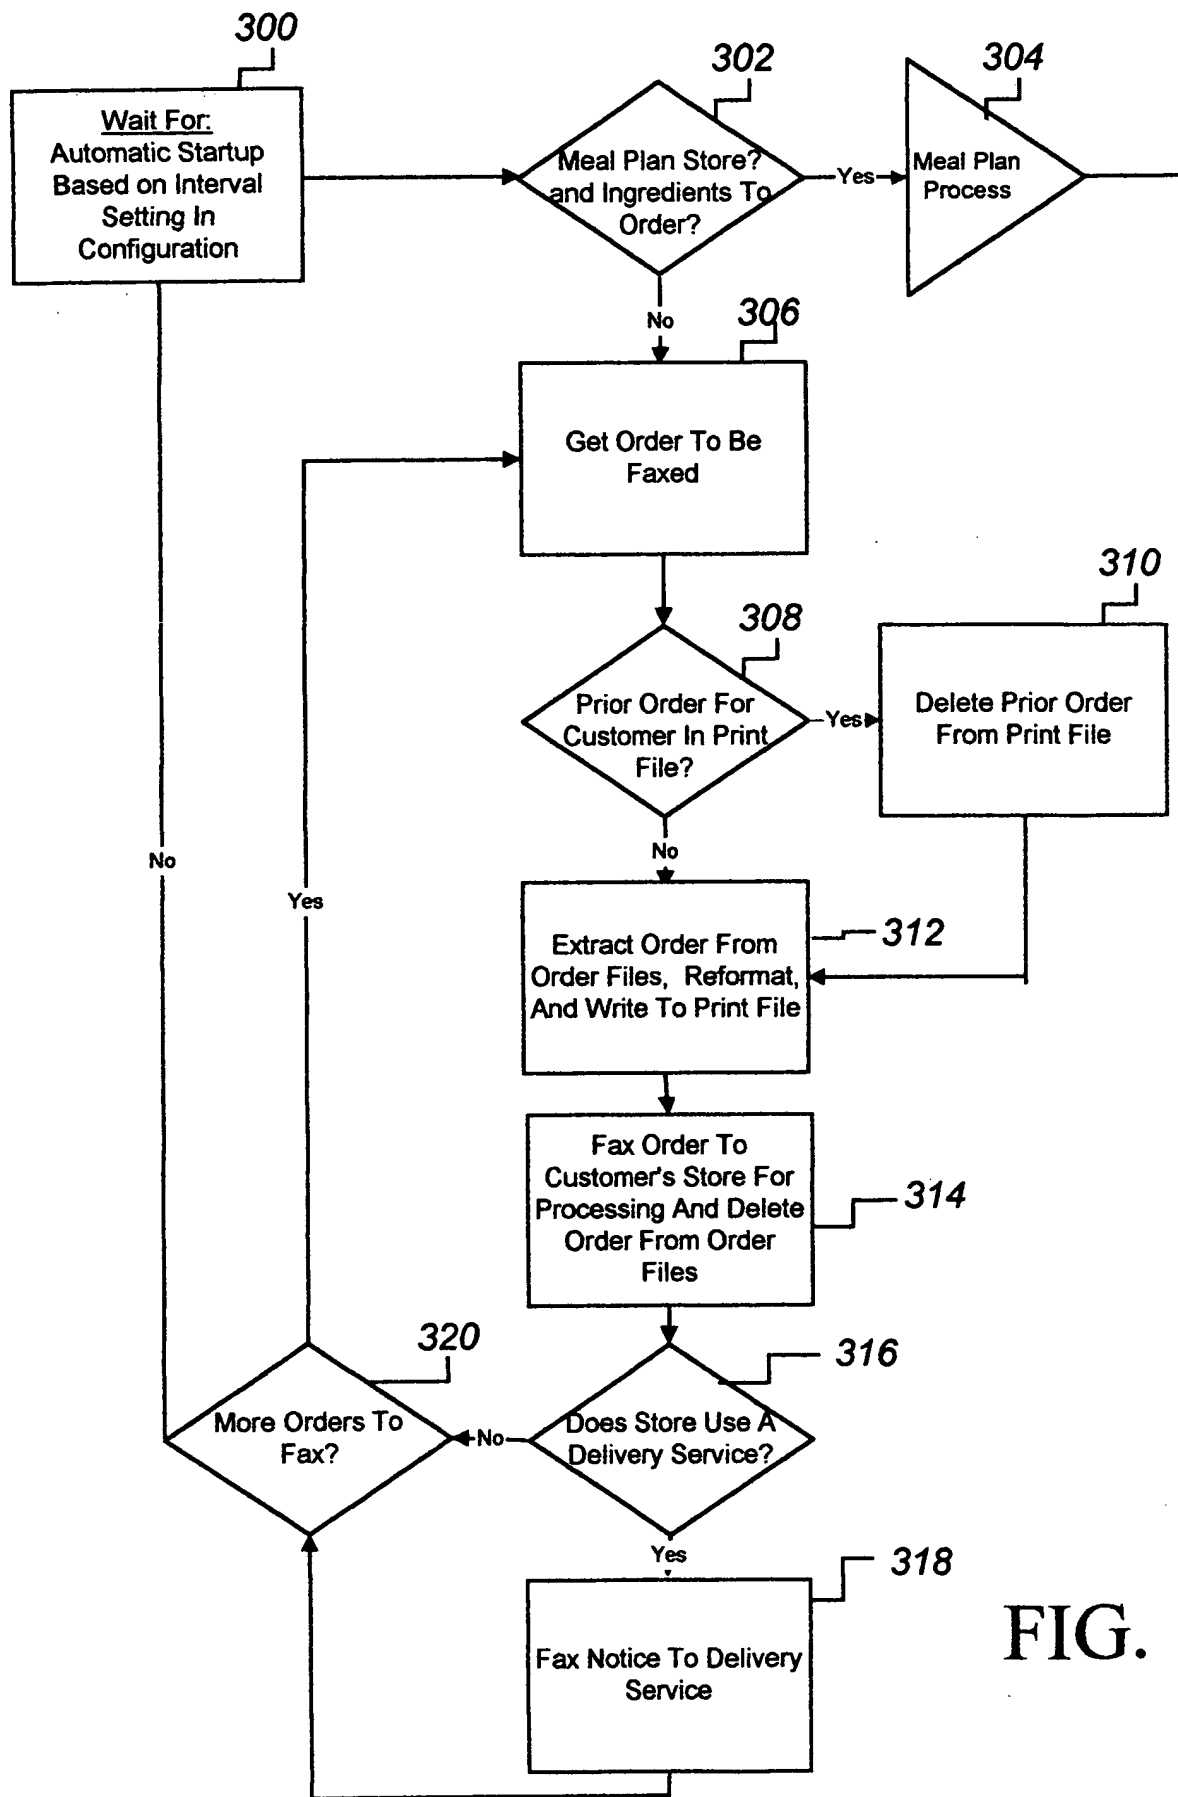 300
Wait For:
Automatic Startup
Based on Interval
Setting In
Configuration
302
Meal Plan Store?
and Ingredients To
Order?
Yes
304
Meal Plan
Process
No
306
Get Order To Be
Faxed
308
Prior Order For
Customer In Print
File?
Yes
310
Delete Prior Order
From Print File
No
No
Yes
312
Extract Order From
Order Files, Reformat,
And Write To Print File
314
Fax Order To
Customer's Store For
Processing And Delete
Order From Order
Files
316
Does Store Use A
Delivery Service?
No
320
More Orders To
Fax?
Yes
318
Fax Notice To Delivery
Service
FIG.